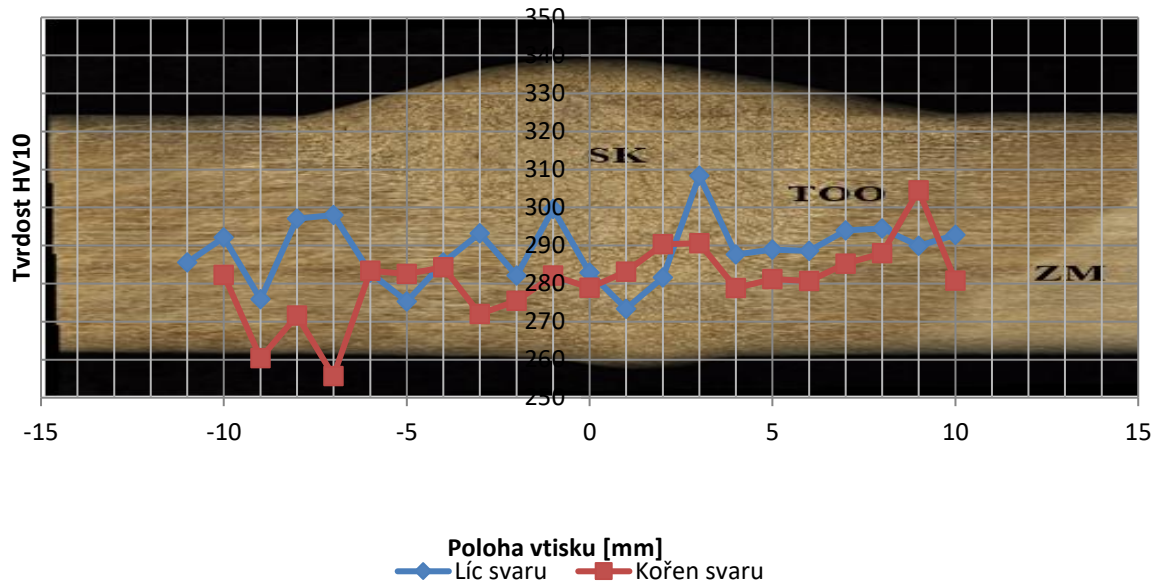 350
340
330
320
310
300
290
280
270
260
250
Tvrdost HV10
SK
TOO
ZM
-15 -10 -5 0 5 10 15
Poloha vtisku [mm]
Líc svaru Kořen svaru